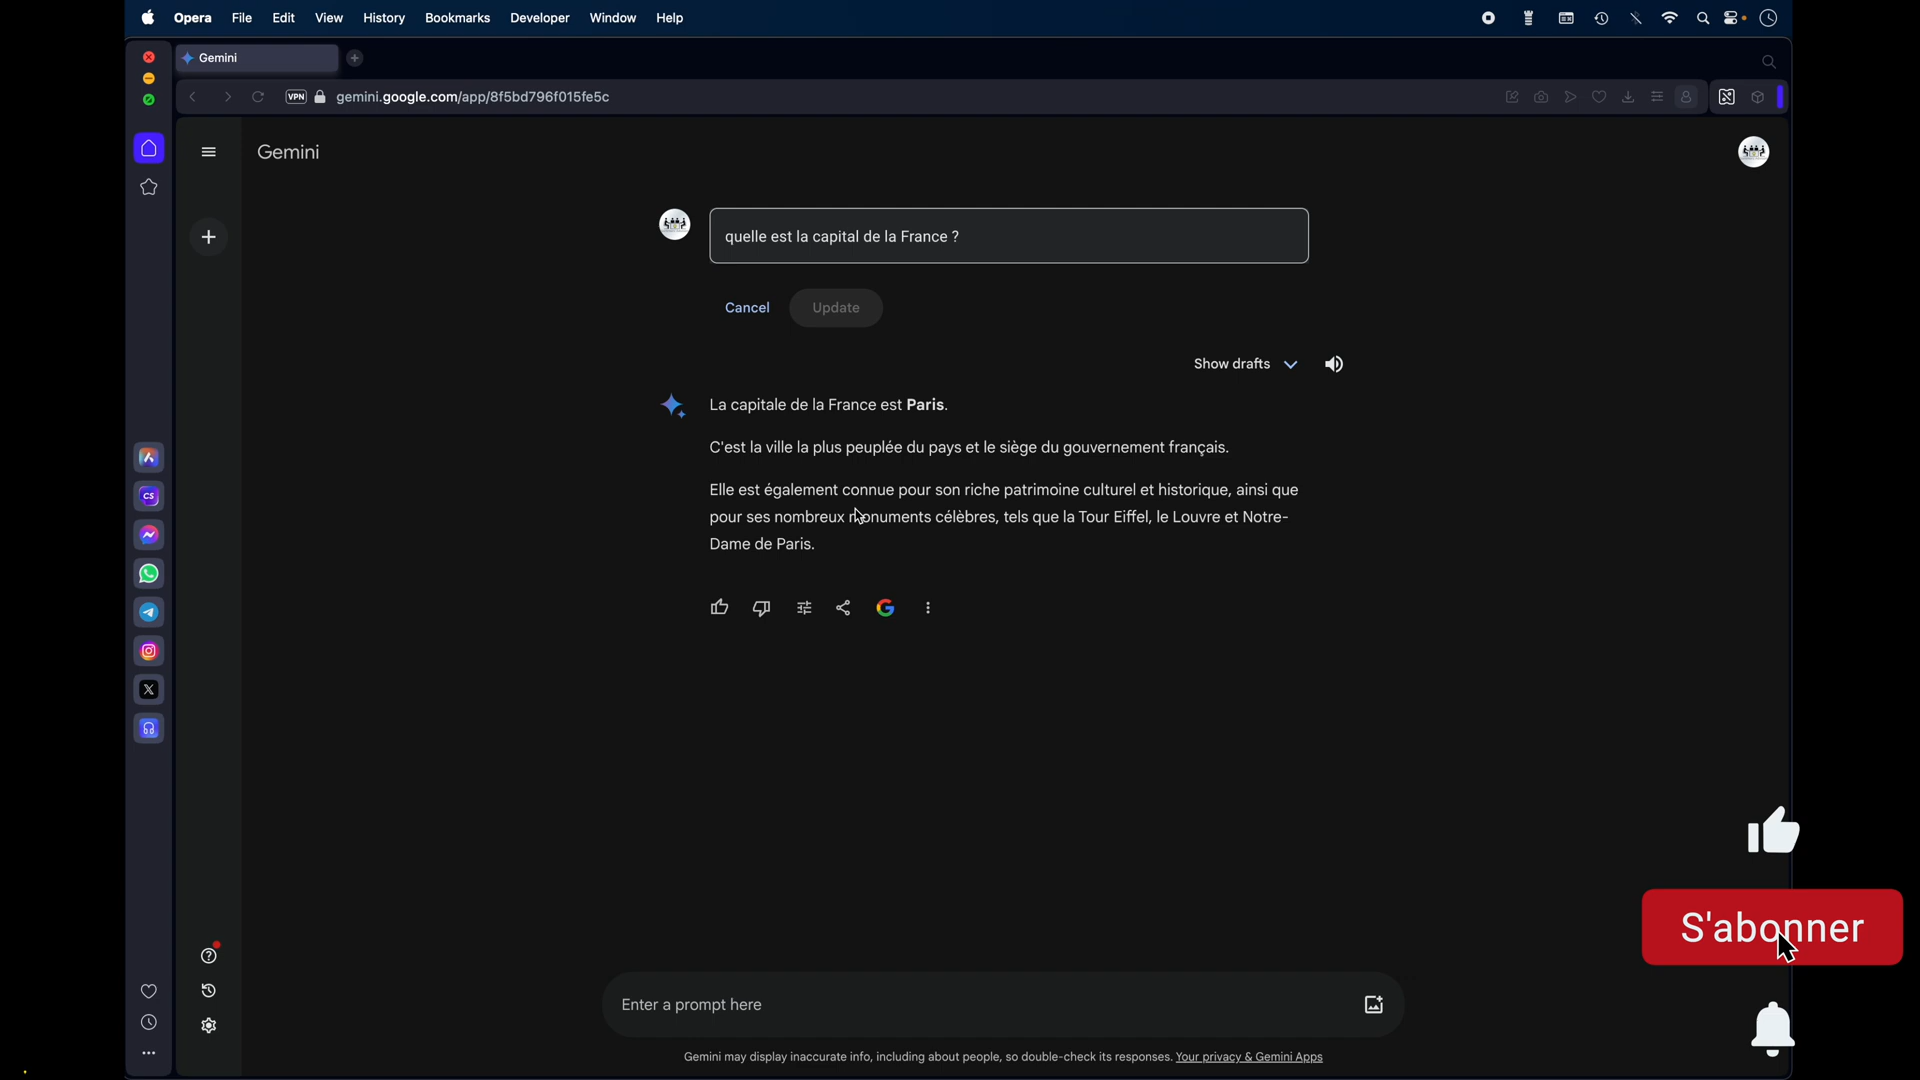 Opera File Edit View History Bookmarks Developer Window Help
Gemini
VPN gemini.google.com/app/8f5bd796f015fe5c
Gemini
quelle est la capital de la France ?
Cancel Update
Show drafts
La capitale de la France est Paris.
C'est la ville la plus peuplée du pays et le siège du gouvernement français.
Elle est également connue pour son riche patrimoine culturel et historique, ainsi que
pour ses nombreux monuments célèbres, tels que la Tour Eiffel, le Louvre et Notre-
Dame de Paris.
CS
S'abonner
Enter a prompt here
Gemini may display inaccurate info, including about people, so double-check its responses. Your privacy & Gemini Apps